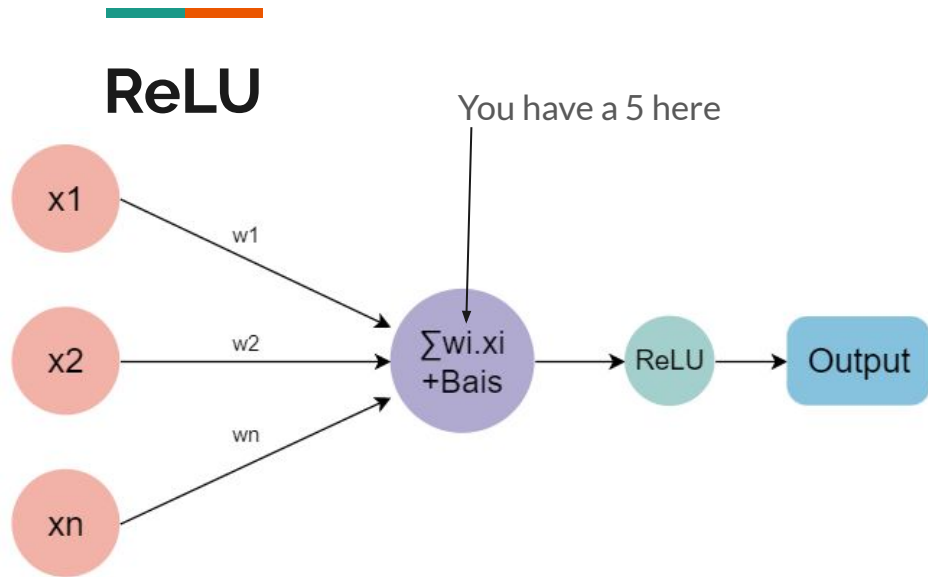 ReLU
You have a 5 here
x1
w1
x2
w2
∑wi.xi
+Bais
ReLU
Output
wn
xn